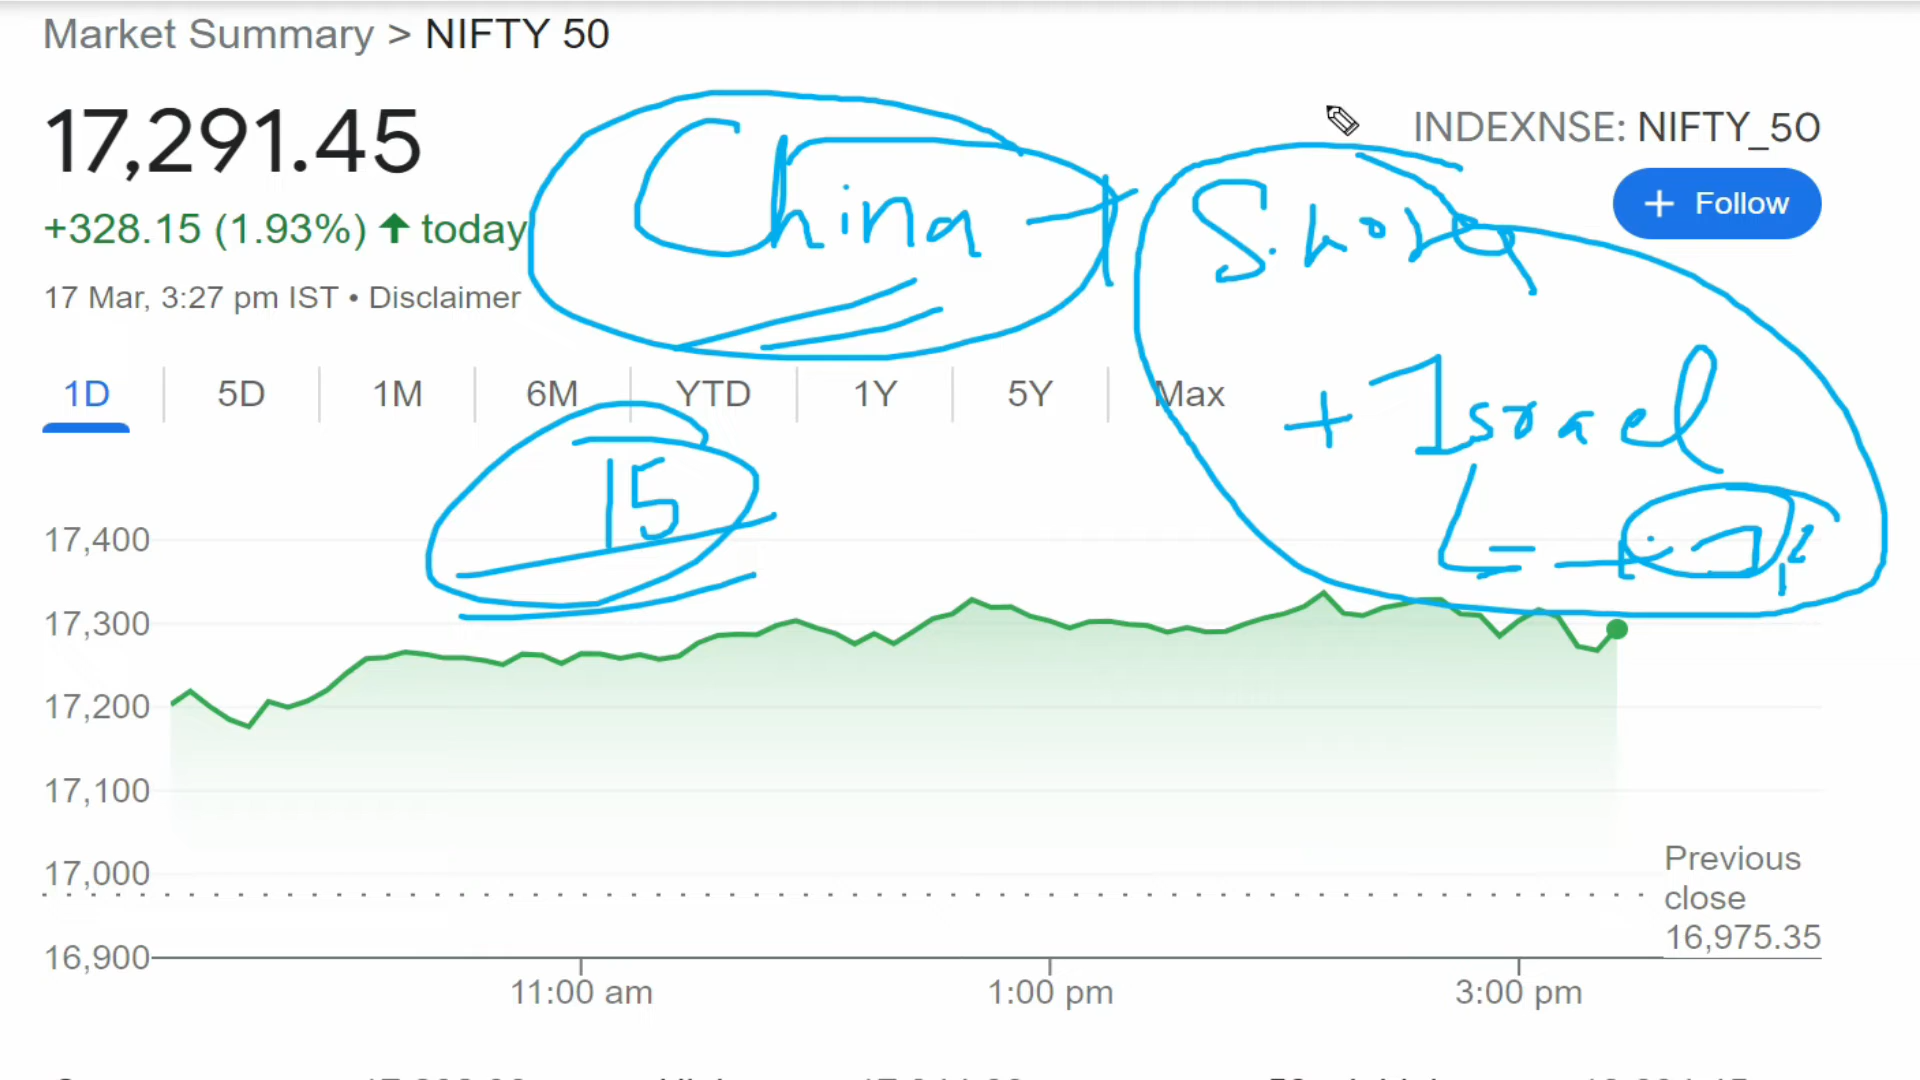 Market Summary > NIFTY 50
17,291.45
+328.15 (1.93%) ↑ today
17 Mar, 3:27 pm IST • Disclaimer
INDEXNSE: NIFTY_50
+ Follow
China
+ Israel
1D 5D 1M 6M YTD 1Y 5Y Max
15
17,400
17,300
17,200
17,100
17,000
16,900
Previous
close
16,975.35
11:00 am 1:00 pm 3:00 pm